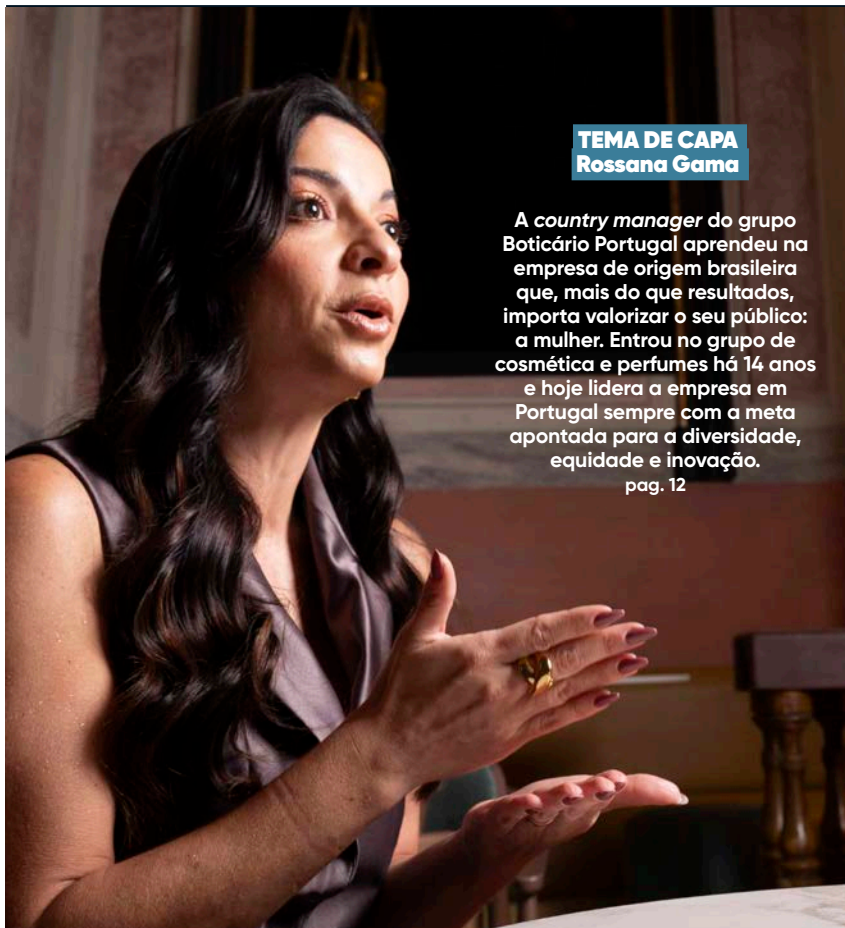 TEMA DE CAPA
Rossana Gama
A country manager do grupo
Boticário Portugal aprendeu na
empresa de origem brasileira
que, mais do que resultados,
importa valorizar o seu público:
a mulher. Entrou no grupo de
cosmética e perfumes há 14 anos
e hoje lidera a empresa em
Portugal sempre com a meta
apontada para a diversidade,
equidade e inovação.
pag. 12